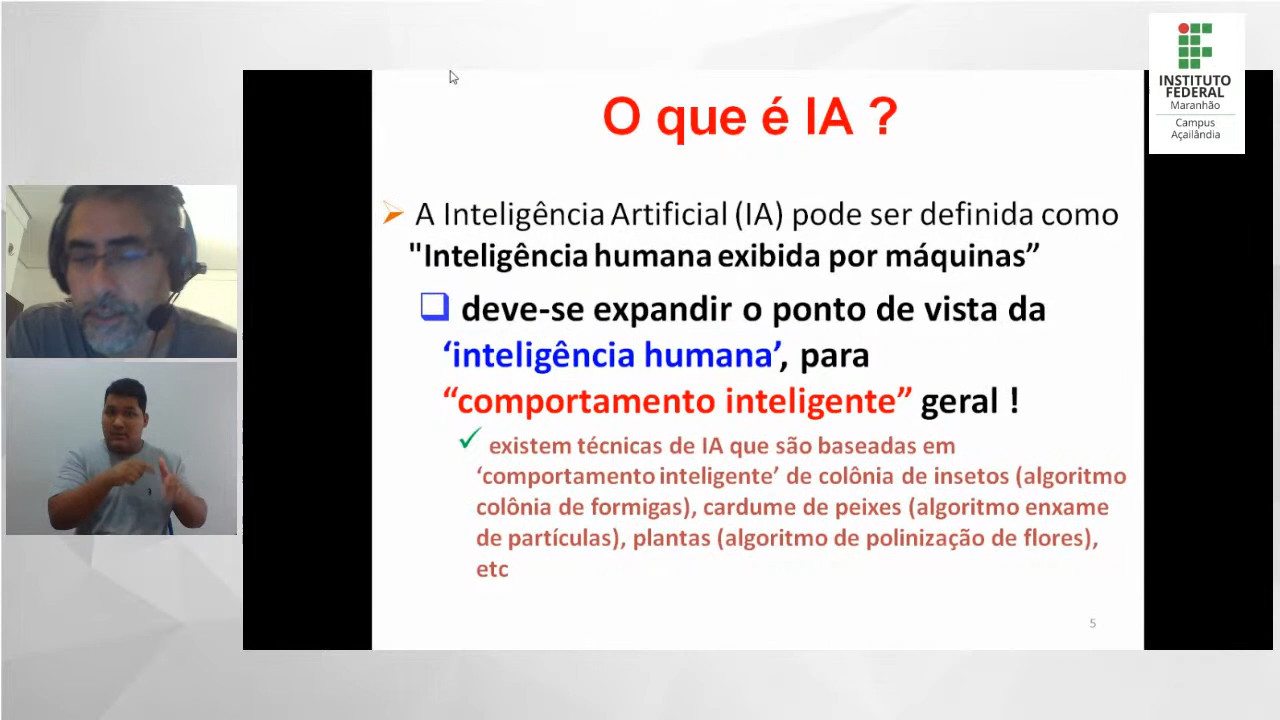 INSTITUTO
FEDERAL
Maranhão
Campus
Açailândia
O que é IA ?
A Inteligência Artificial (IA) pode ser definida como
"Inteligência humana exibida por máquinas”
deve-se expandir o ponto de vista da
‘inteligência humana’, para
“comportamento inteligente” geral !
existem técnicas de IA que são baseadas em
‘comportamento inteligente’ de colônia de insetos (algoritmo
colônia de formigas), cardume de peixes (algoritmo enxame
de partículas), plantas (algoritmo de polinização de flores),
etc
5